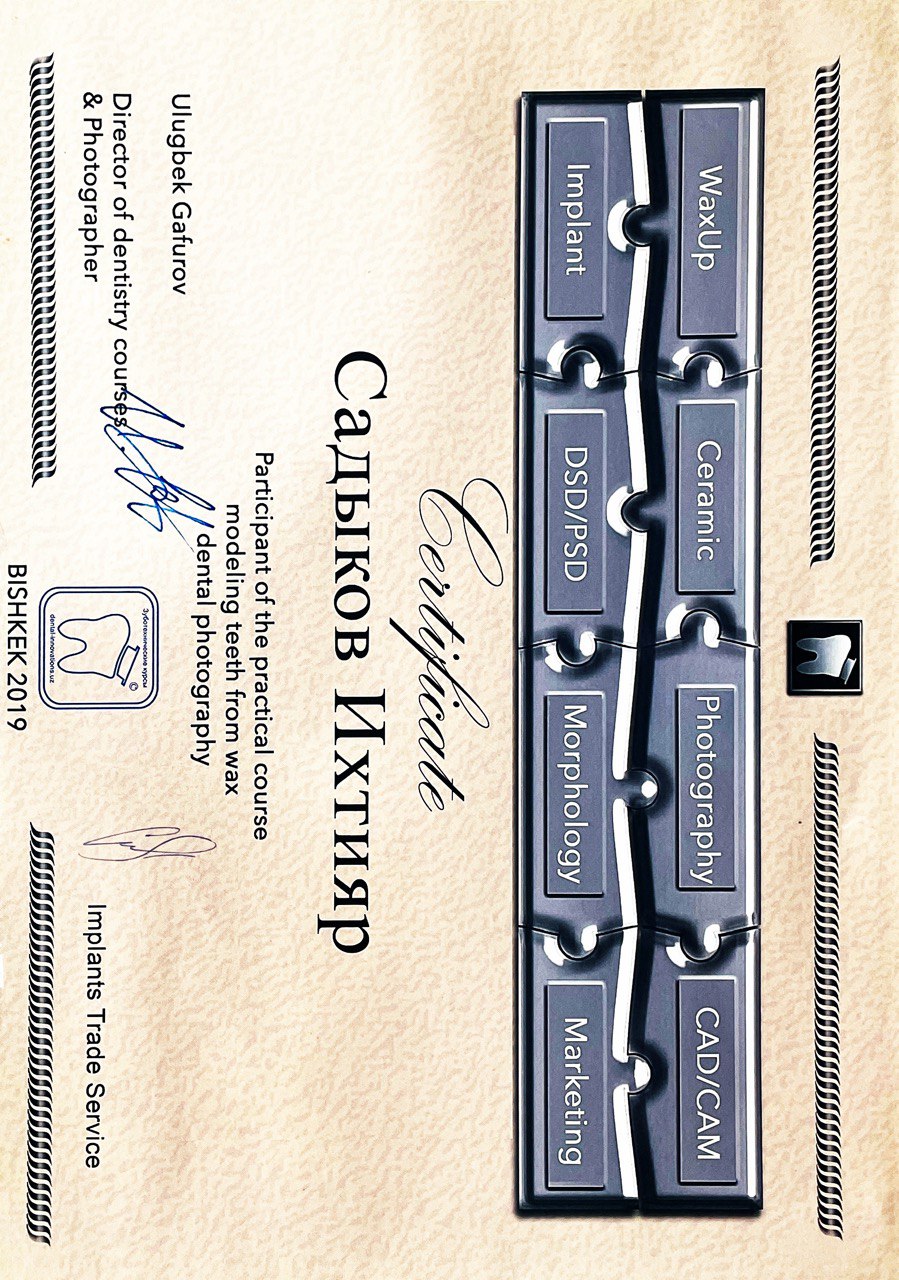 WaxUp Ceramic Photography CAD/CAM
Implant DSD/PSD Morphology Marketing
Certificate
Садыков Ихтияр
Participant of the practical course
modeling teeth from wax
dental photography
Ulugbek Gafurov
Director of dentistry courses
& Photographer
Зуботехнические курсы
©
dental-innovations.uz
Implants Trade Service
BISHKEK 2019